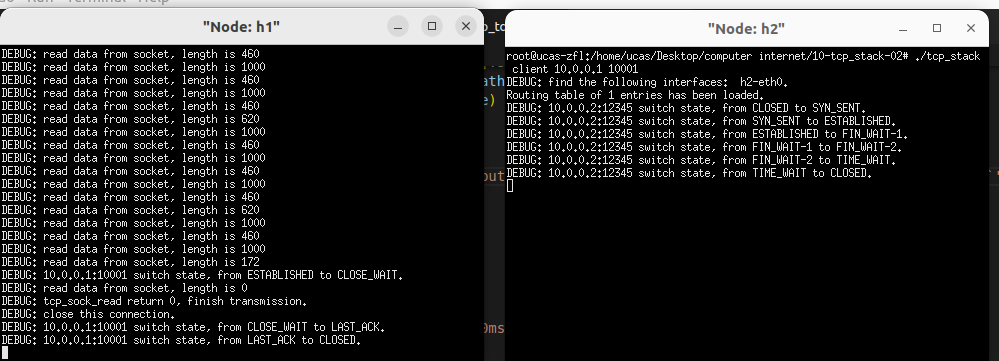 Run Terminal Help
"Node: h1"
DEBUG: read data from socket, length is 460
DEBUG: read data from socket, length is 1000
DEBUG: read data from socket, length is 460
DEBUG: read data from socket, length is 1000
DEBUG: read data from socket, length is 460
DEBUG: read data from socket, length is 620
DEBUG: read data from socket, length is 1000
DEBUG: read data from socket, length is 460
DEBUG: read data from socket, length is 1000
DEBUG: read data from socket, length is 460
DEBUG: read data from socket, length is 1000
DEBUG: read data from socket, length is 460
DEBUG: read data from socket, length is 620
DEBUG: read data from socket, length is 1000
DEBUG: read data from socket, length is 460
DEBUG: read data from socket, length is 1000
DEBUG: read data from socket, length is 172
DEBUG: 10.0.0.1:10001 switch state, from ESTABLISHED to CLOSE_WAIT.
DEBUG: read data from socket, length is 0
DEBUG: tcp_sock_read return 0, finish transmission.
DEBUG: close this connection.
DEBUG: 10.0.0.1:10001 switch state, from CLOSE_WAIT to LAST_ACK.
DEBUG: 10.0.0.1:10001 switch state, from LAST_ACK to CLOSED.
p_to
ath
e)
out
0ms
"Node: h2"
root@ucas-zfl:/home/ucas/Desktop/computer internet/10-tcp_stack-02# ./tcp_stack
client 10.0.0.1 10001
DEBUG: find the following interfaces: h2-eth0.
Routing table of 1 entries has been loaded.
DEBUG: 10.0.0.2:12345 switch state, from CLOSED to SYN_SENT.
DEBUG: 10.0.0.2:12345 switch state, from SYN_SENT to ESTABLISHED.
DEBUG: 10.0.0.2:12345 switch state, from ESTABLISHED to FIN_WAIT-1.
DEBUG: 10.0.0.2:12345 switch state, from FIN_WAIT-1 to FIN_WAIT-2.
DEBUG: 10.0.0.2:12345 switch state, from FIN_WAIT-2 to TIME_WAIT.
DEBUG: 10.0.0.2:12345 switch state, from TIME_WAIT to CLOSED.